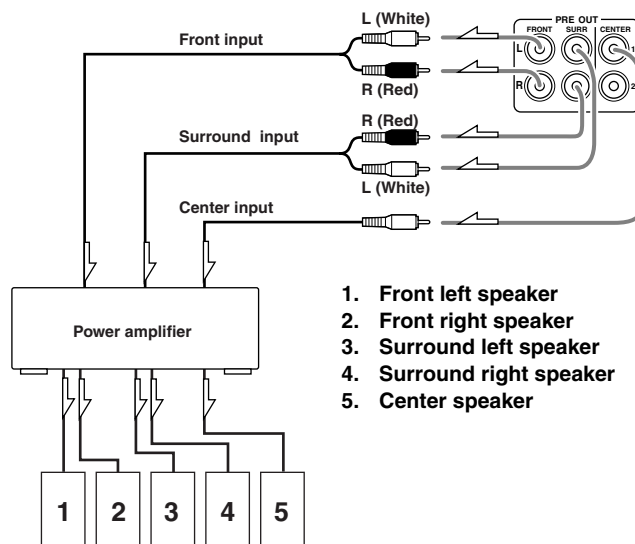 L (White)
PRE OUT
FRONT SURR CENTER
Front input
L 1
R 2
R (Red)
R (Red)
Surround input
L (White)
Center input
1. Front left speaker
2. Front right speaker
3. Surround left speaker
4. Surround right speaker
5. Center speaker
Power amplifier
1 2 3 4 5